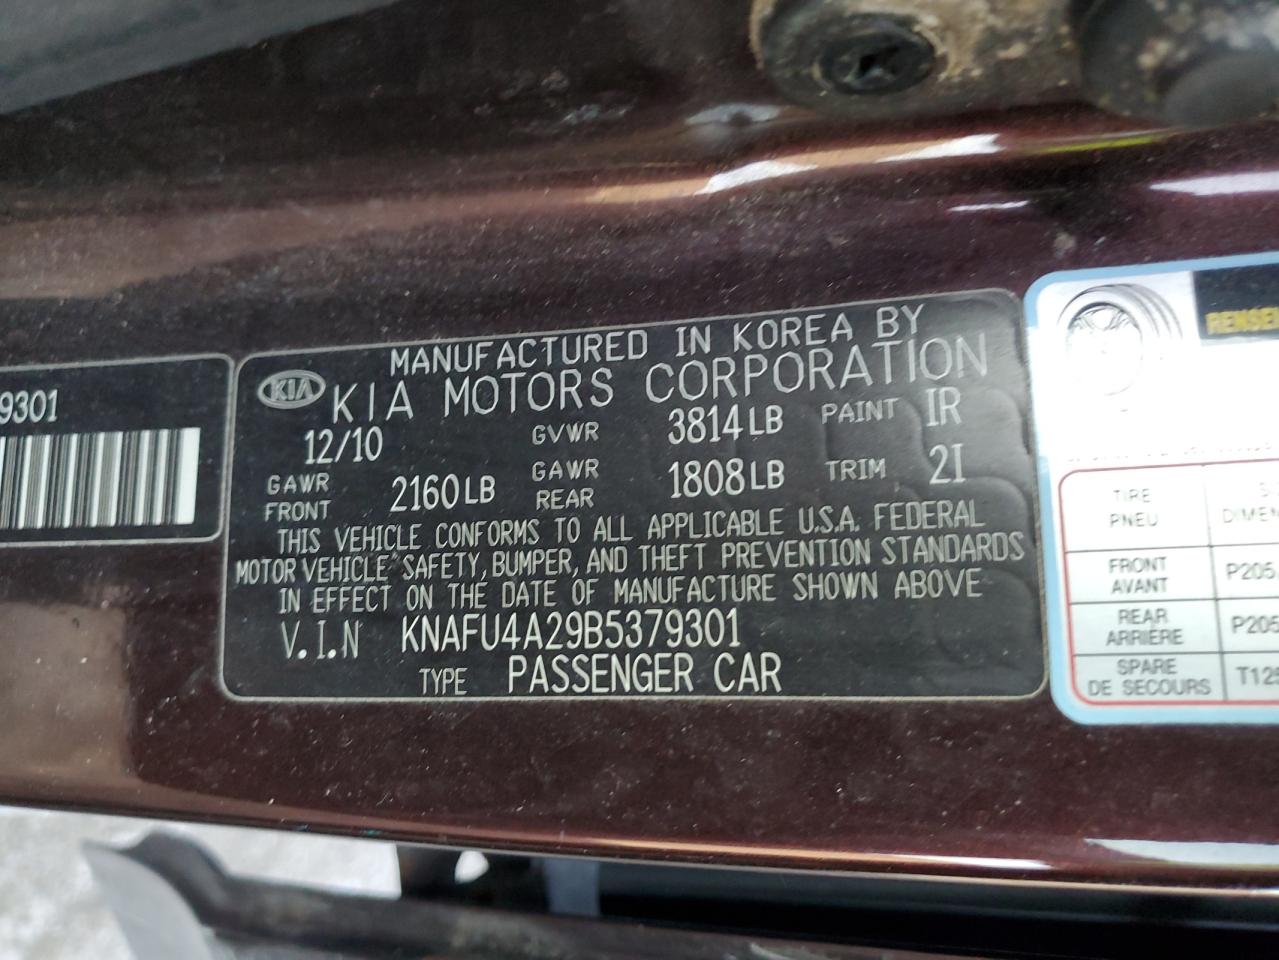 MANUFACTURED IN KOREA BY
KIA KIA MOTORS CORPORATION
12/10 GVWR 3814LB PAINT IR
GAWR FRONT 2160LB GAWR REAR 1808LB TRIM 2I
THIS VEHICLE CONFORMS TO ALL APPLICABLE U.S.A. FEDERAL
MOTOR VEHICLE SAFETY, BUMPER, AND THEFT PREVENTION STANDARDS
IN EFFECT ON THE DATE OF MANUFACTURE SHOWN ABOVE
V.I.N KNAFU4A29B5379301
TYPE PASSENGER CAR
9301
RENSEI
TIRE
PNEU
DIMEN
FRONT
AVANT
P205
REAR
ARRIÈRE
P205
SPARE
DE SECOURS
T125